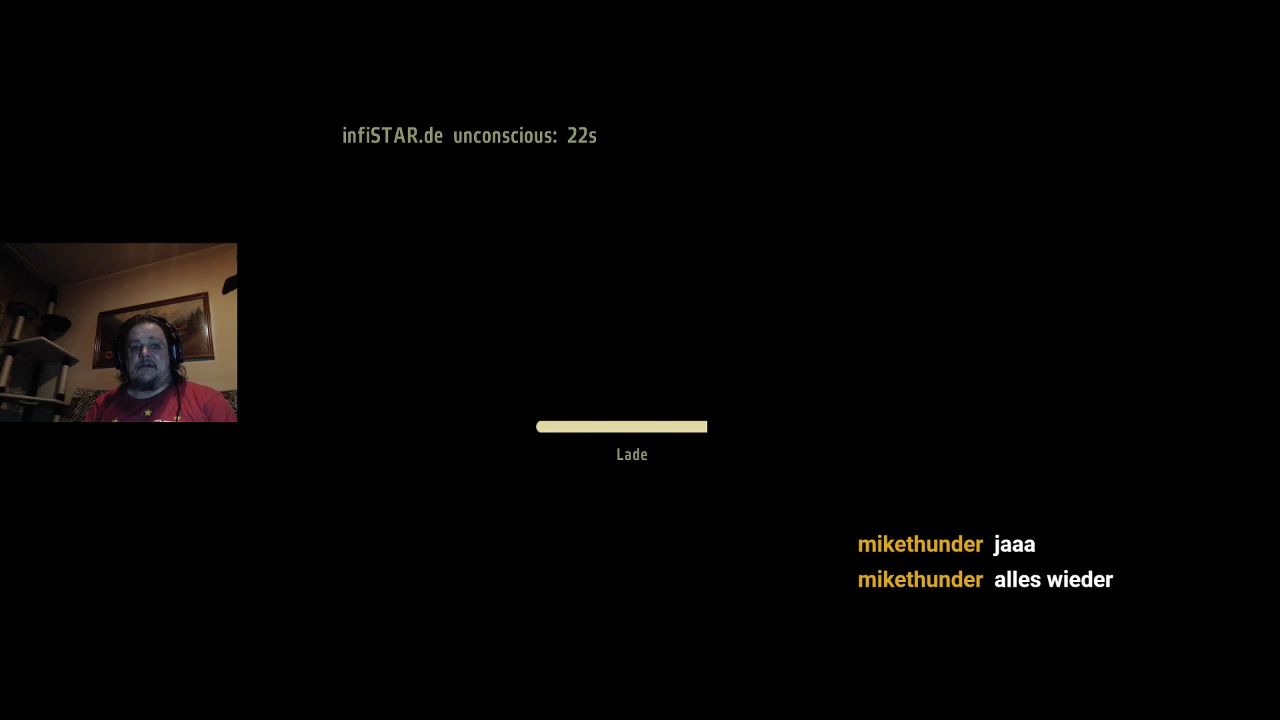 infiSTAR.de unconscious: 22s
Lade
mikethunder jaaa
mikethunder alles wieder